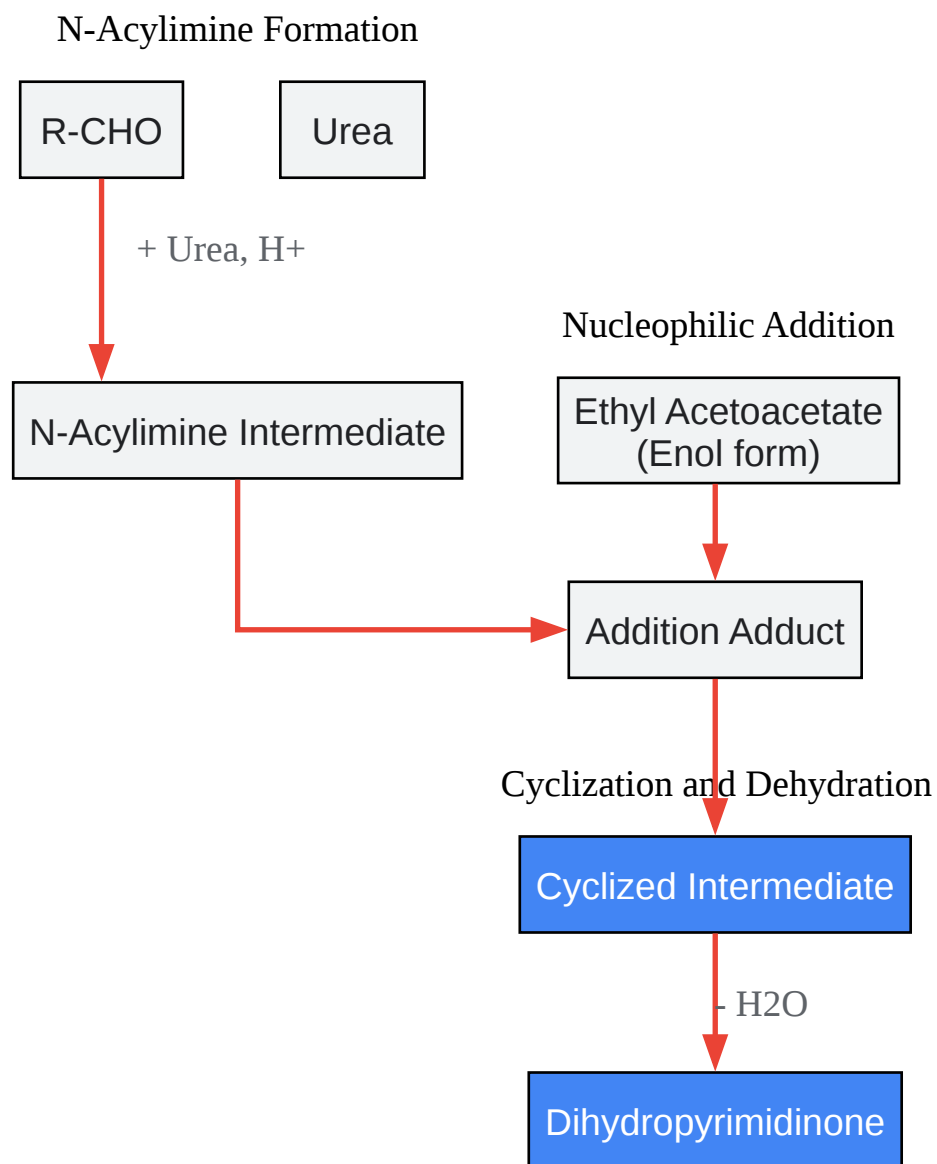 N-Acylimine Formation
R-CHO
Urea
+ Urea, H+
N-Acylimine Intermediate
Nucleophilic Addition
Ethyl Acetoacetate
(Enol form)
Addition Adduct
Cyclization and Dehydration
Cyclized Intermediate
- H2O
Dihydropyrimidinone